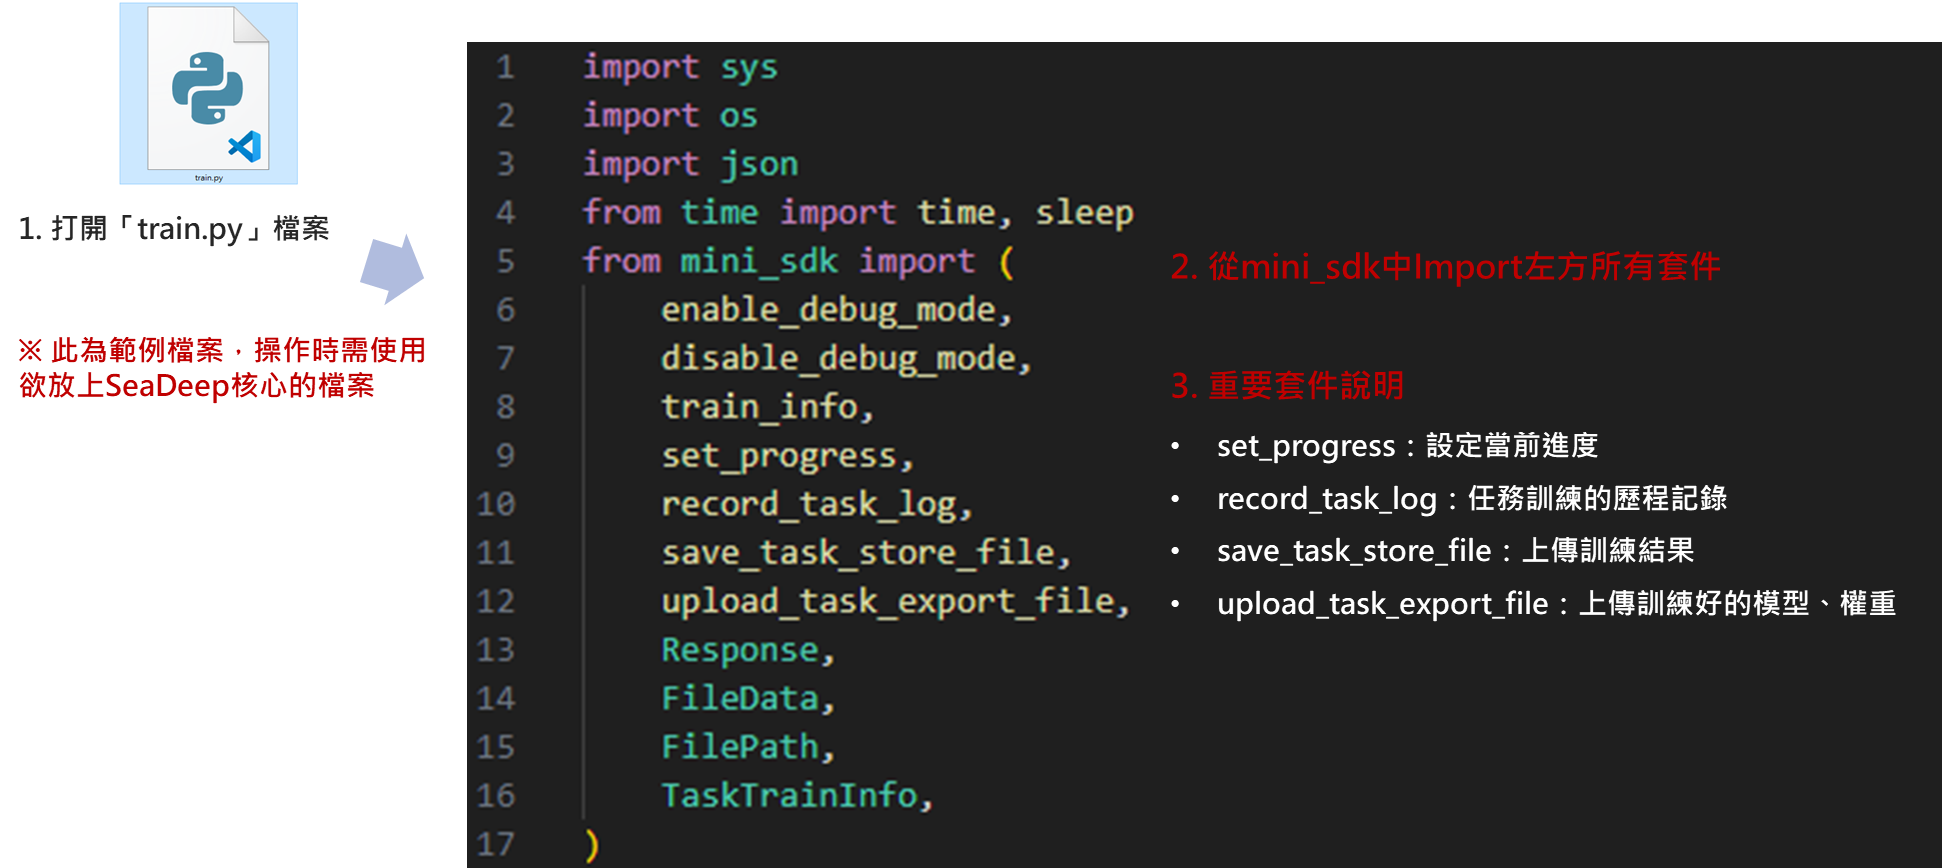 train.py
1. 打開「train.py」檔案
※ 此為範例檔案，操作時需使用
欲放上SeaDeep核心的檔案
1 import sys
2 import os
3 import json
4 from time import time, sleep
5 from mini_sdk import (
6 enable_debug_mode,
7 disable_debug_mode,
8 train_info,
9 set_progress,
10 record_task_log,
11 save_task_store_file,
12 upload_task_export_file,
13 Response,
14 FileData,
15 FilePath,
16 TaskTrainInfo,
17 )
2. 從mini_sdk中Import左方所有套件
3. 重要套件說明
• set_progress：設定當前進度
• record_task_log：任務訓練的歷程記錄
• save_task_store_file：上傳訓練結果
• upload_task_export_file：上傳訓練好的模型、權重